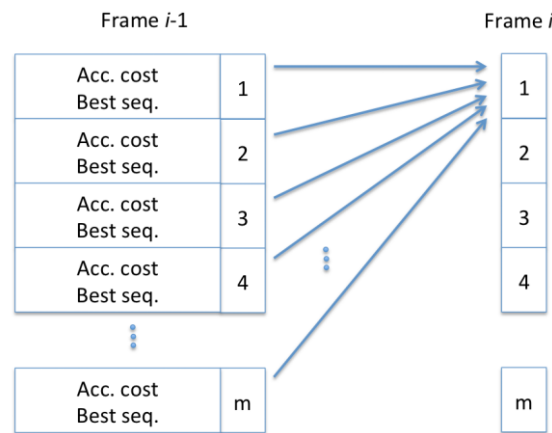 Frame i-1
Frame i
Acc. cost
Best seq.
1
1
Acc. cost
Best seq.
2
2
Acc. cost
Best seq.
3
3
Acc. cost
Best seq.
4
4
Acc. cost
Best seq.
m
m